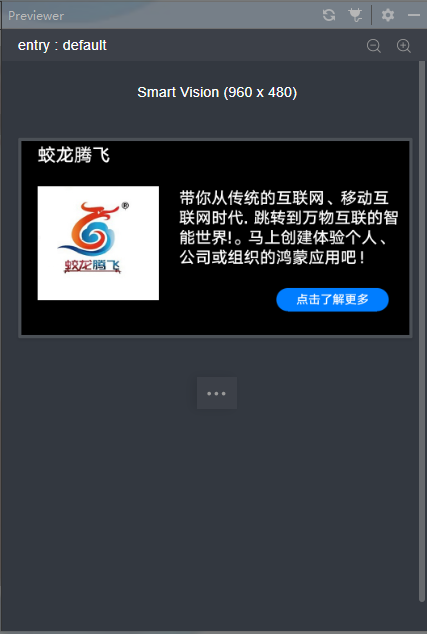 Previewer
entry : default
Smart Vision (960 x 480)
蛟龙腾飞
®
蛟龙腾飞
带你从传统的互联网、移动互
联网时代. 跳转到万物互联的智
能世界!。马上创建体验个人、
公司或组织的鸿蒙应用吧!
点击了解更多